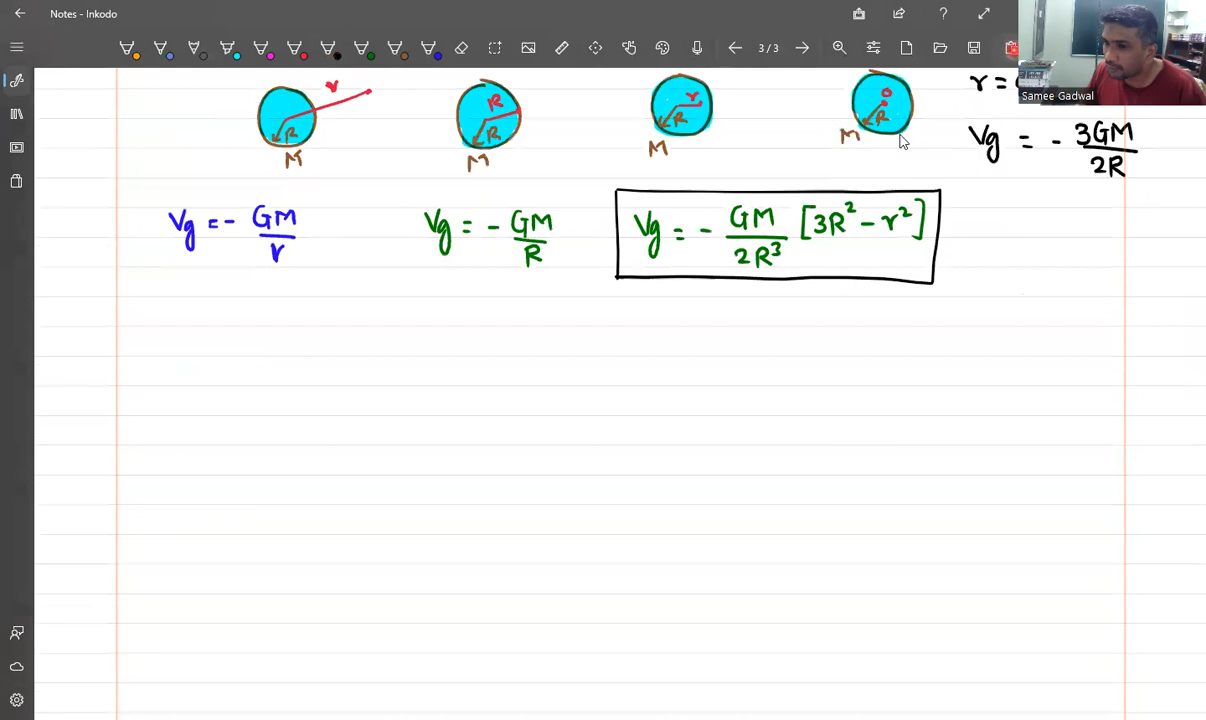 Notes - Inkodo
3 / 3
Samee Gadwal
r
R
M
R
R
M
r
R
M
O
R
M
r =
Vg = - 3GM/2R
Vg = - GM/r
Vg = - GM/R
Vg = - GM/2R³ [3R² - r²]